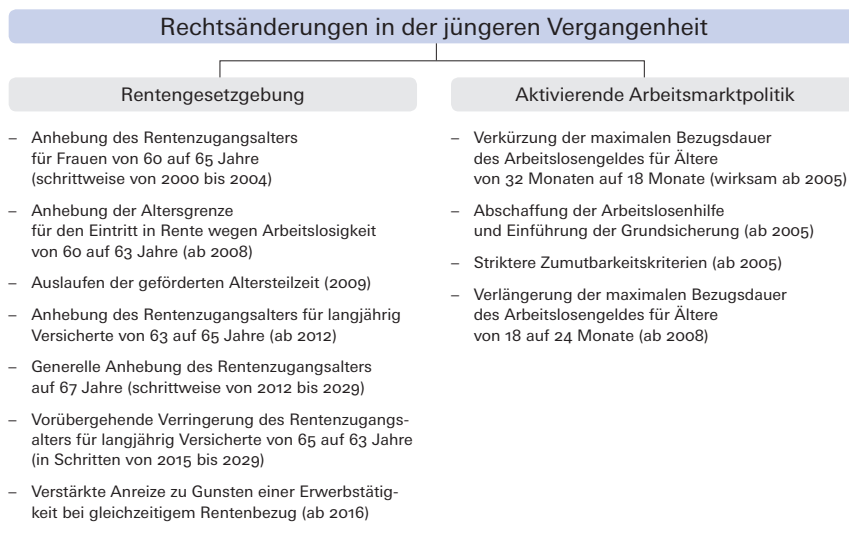 Rechtsänderungen in der jüngeren Vergangenheit
Rentengesetzgebung
– Anhebung des Rentenzugangsalters
für Frauen von 60 auf 65 Jahre
(schrittweise von 2000 bis 2004)
– Anhebung der Altersgrenze
für den Eintritt in Rente wegen Arbeitslosigkeit
von 60 auf 63 Jahre (ab 2008)
– Auslaufen der geförderten Altersteilzeit (2009)
– Anhebung des Rentenzugangsalters für langjährig
Versicherte von 63 auf 65 Jahre (ab 2012)
– Generelle Anhebung des Rentenzugangsalters
auf 67 Jahre (schrittweise von 2012 bis 2029)
– Vorübergehende Verringerung des Rentenzugangs-
alters für langjährig Versicherte von 65 auf 63 Jahre
(in Schritten von 2015 bis 2029)
– Verstärkte Anreize zu Gunsten einer Erwerbstätig-
keit bei gleichzeitigem Rentenbezug (ab 2016)
Aktivierende Arbeitsmarktpolitik
– Verkürzung der maximalen Bezugsdauer
des Arbeitslosengeldes für Ältere
von 32 Monaten auf 18 Monate (wirksam ab 2005)
– Abschaffung der Arbeitslosenhilfe
und Einführung der Grundsicherung (ab 2005)
– Striktere Zumutbarkeitskriterien (ab 2005)
– Verlängerung der maximalen Bezugsdauer
des Arbeitslosengeldes für Ältere
von 18 auf 24 Monate (ab 2008)